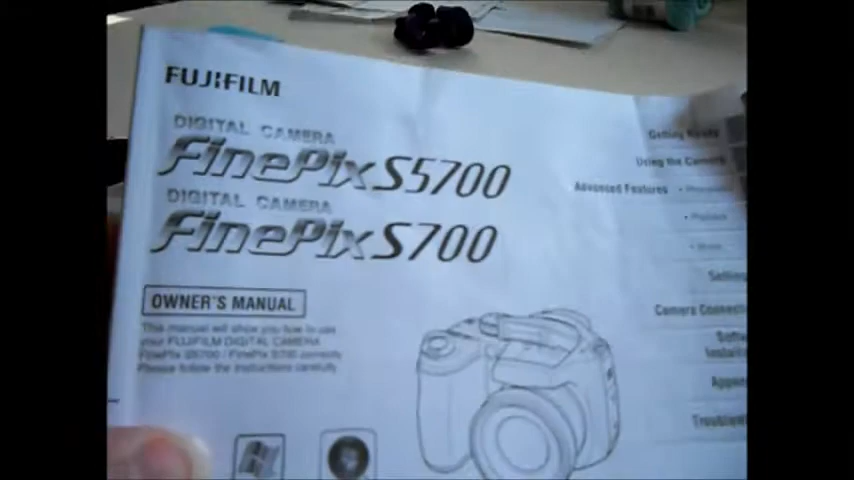 FUJIFILM
DIGITAL CAMERA
FinePix S5700
DIGITAL CAMERA
FinePix S700
OWNER'S MANUAL
This manual will show you how to use
your FUJIFILM DIGITAL CAMERA
FinePix S5700 / FinePix S700 correctly.
Please follow the instructions carefully.
Getting Ready
Using the Camera
Advanced Features
• Playback
• Movie
Camera